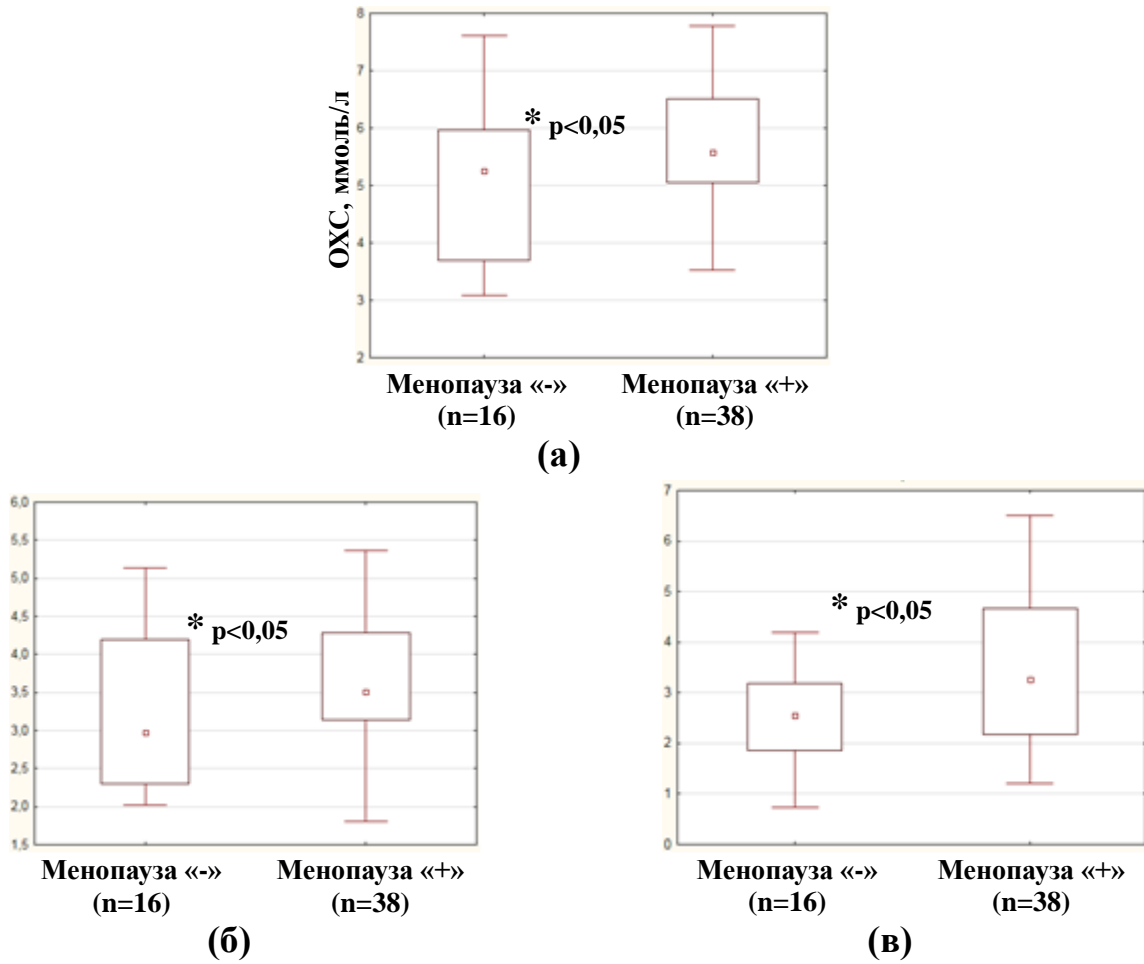 8
7
6
5
4
3
2
ОХС, ммоль/л
* p<0,05
Менопауза «-» Менопауза «+»
(n=16) (n=38)
(а)
6,0
5,5
5,0
4,5
4,0
3,5
3,0
2,5
2,0
1,5
* p<0,05
Менопауза «-» Менопауза «+»
(n=16) (n=38)
(б)
7
6
5
4
3
2
1
0
* p<0,05
Менопауза «-» Менопауза «+»
(n=16) (n=38)
(в)